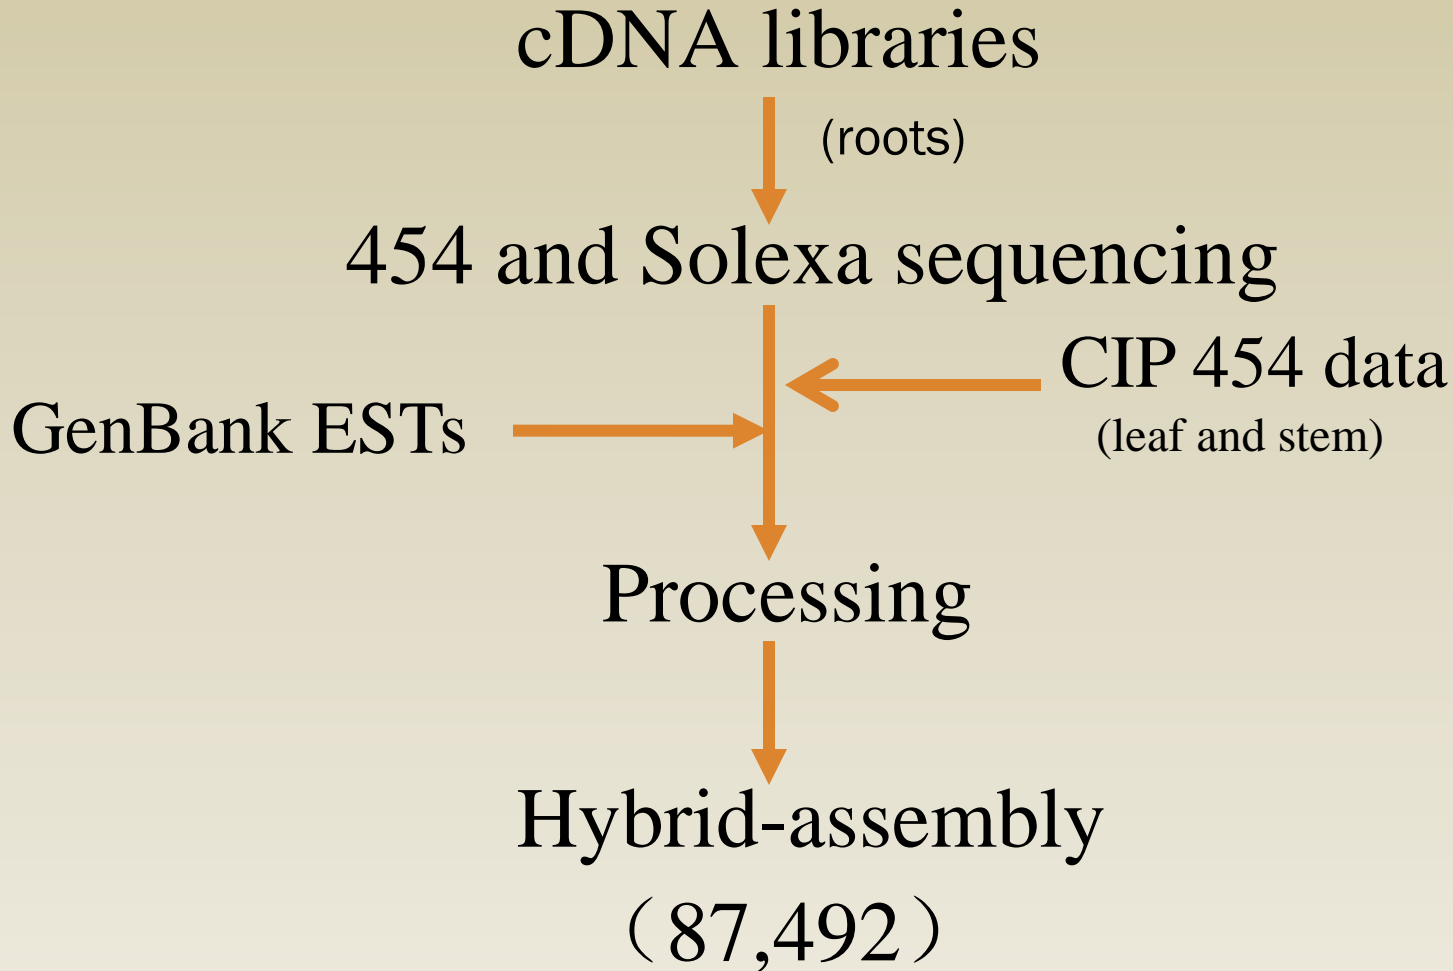 cDNA libraries
(roots)
454 and Solexa sequencing
CIP 454 data
(leaf and stem)
GenBank ESTs
Processing
Hybrid-assembly
（87,492）